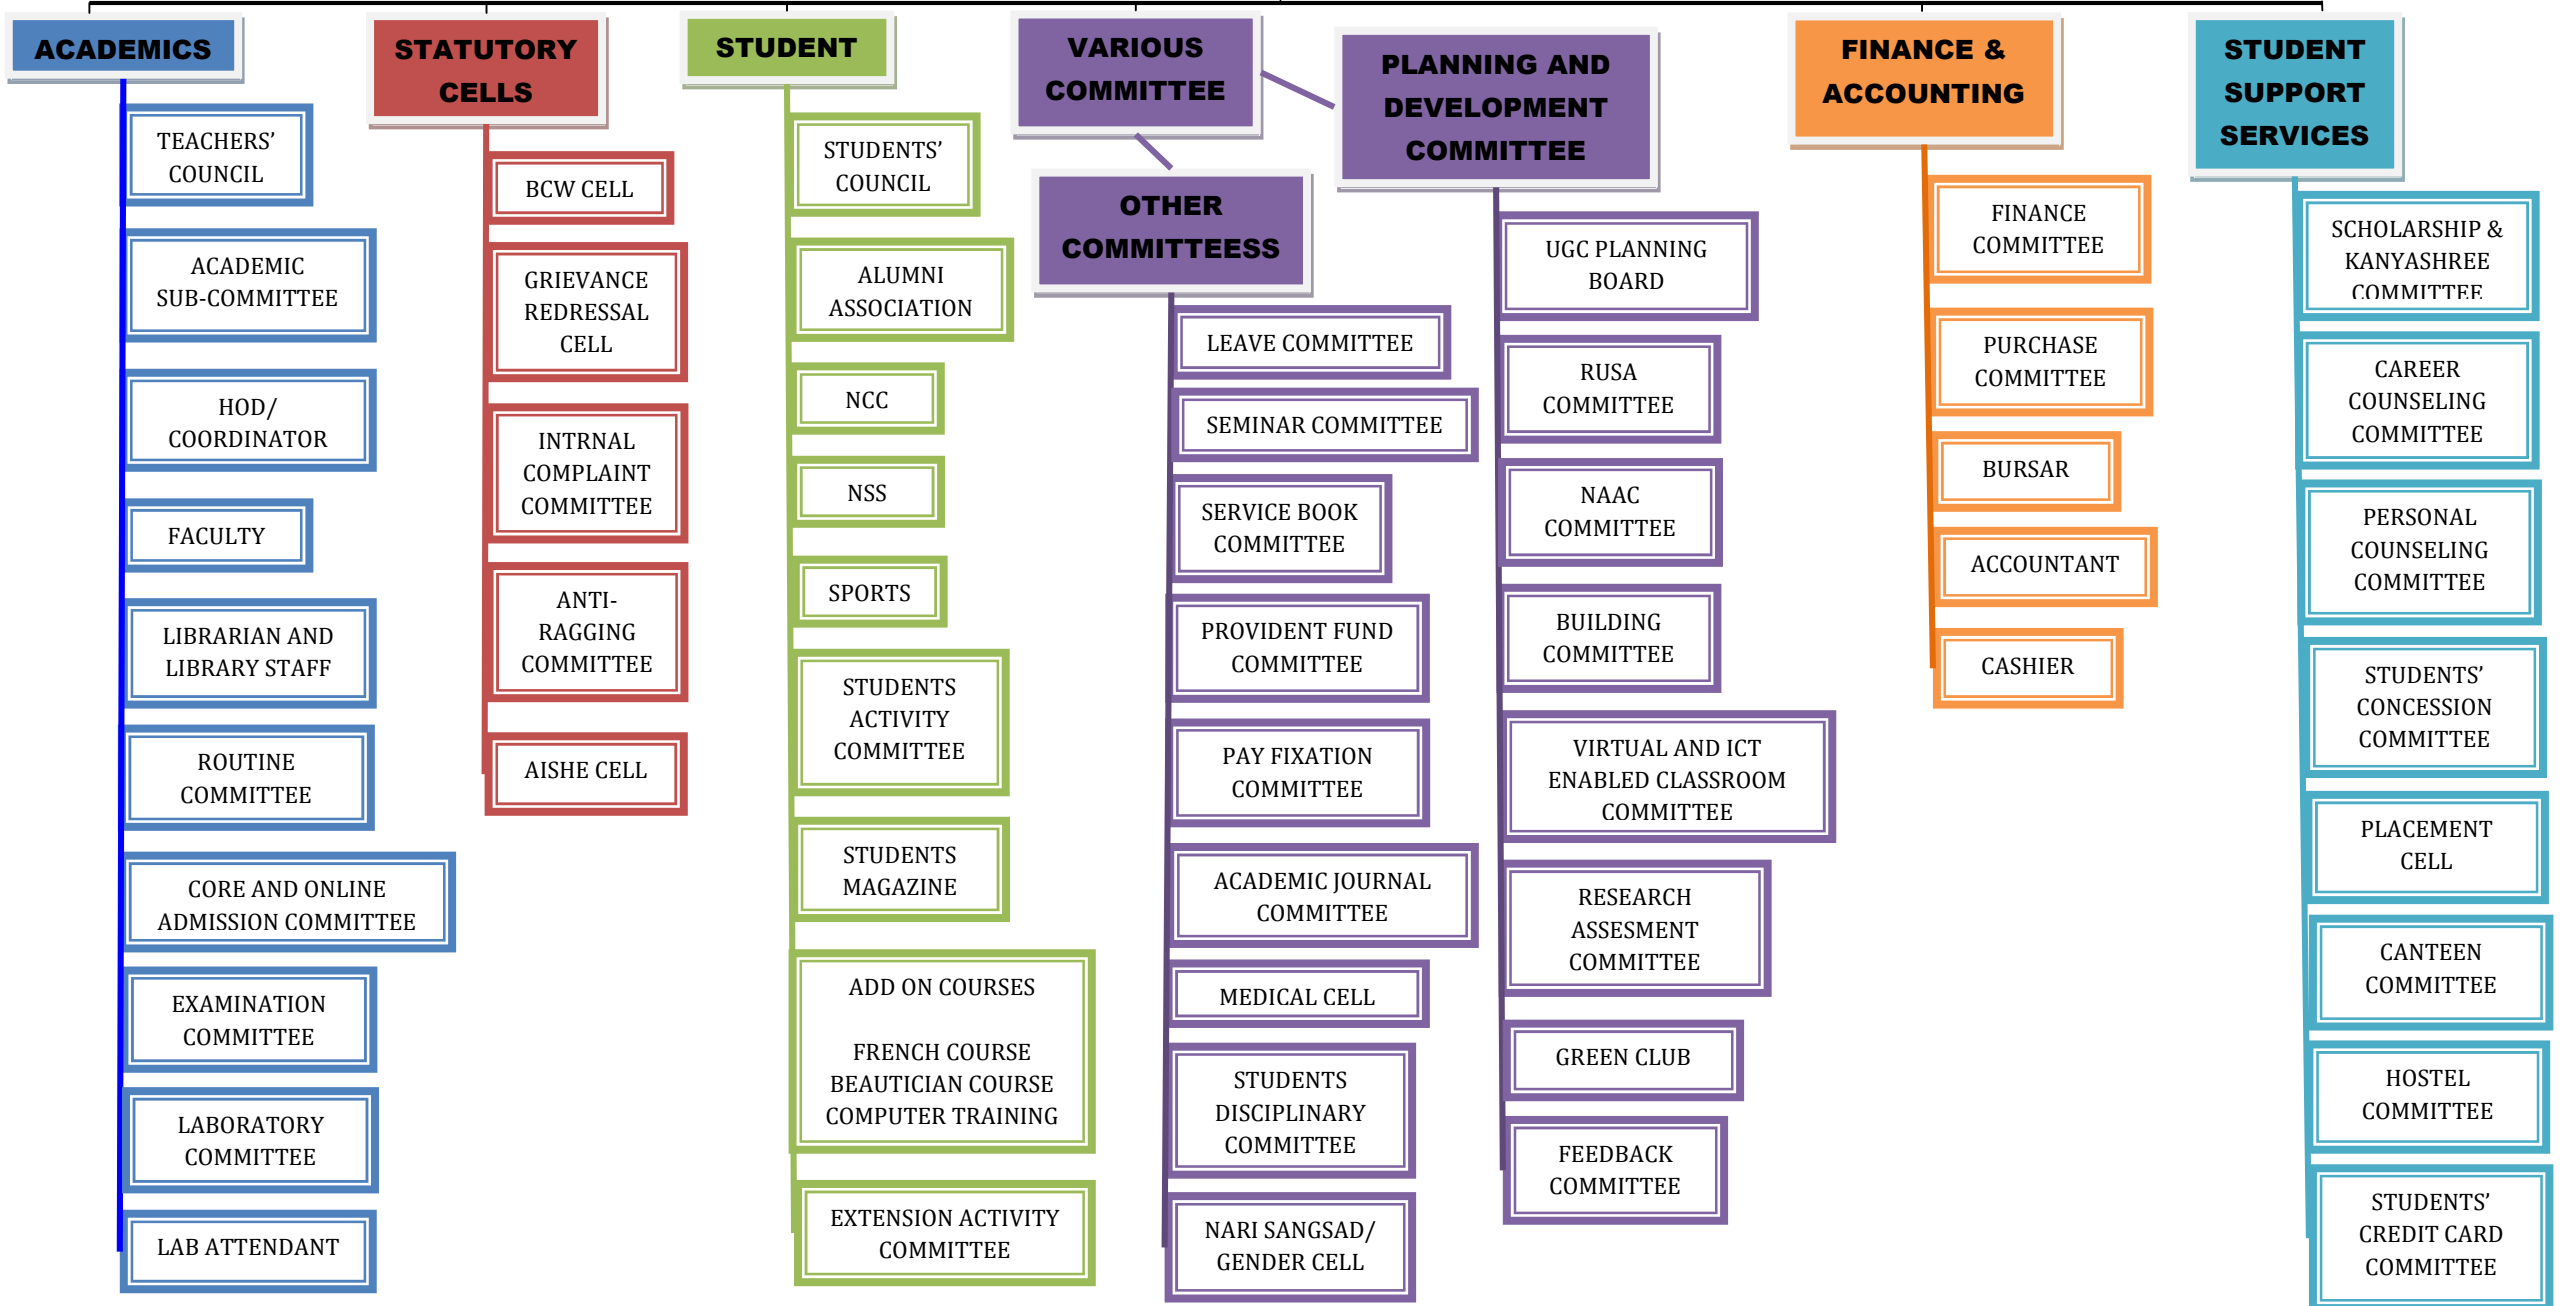 ACADEMICS
TEACHERS’
COUNCIL
ACADEMIC
SUB-COMMITTEE
HOD/
COORDINATOR
FACULTY
LIBRARIAN AND
LIBRARY STAFF
ROUTINE
COMMITTEE
CORE AND ONLINE
ADMISSION COMMITTEE
EXAMINATION
COMMITTEE
LABORATORY
COMMITTEE
LAB ATTENDANT
STATUTORY
CELLS
BCW CELL
GRIEVANCE
REDRESSAL
CELL
INTRNAL
COMPLAINT
COMMITTEE
ANTI-
RAGGING
COMMITTEE
AISHE CELL
STUDENT
STUDENTS’
COUNCIL
ALUMNI
ASSOCIATION
NCC
NSS
SPORTS
STUDENTS
ACTIVITY
COMMITTEE
STUDENTS
MAGAZINE
ADD ON COURSES
FRENCH COURSE
BEAUTICIAN COURSE
COMPUTER TRAINING
EXTENSION ACTIVITY
COMMITTEE
VARIOUS
COMMITTEE
OTHER
COMMITTEESS
LEAVE COMMITTEE
SEMINAR COMMITTEE
SERVICE BOOK
COMMITTEE
PROVIDENT FUND
COMMITTEE
PAY FIXATION
COMMITTEE
ACADEMIC JOURNAL
COMMITTEE
MEDICAL CELL
STUDENTS
DISCIPLINARY
COMMITTEE
NARI SANGSAD/
GENDER CELL
PLANNING AND
DEVELOPMENT
COMMITTEE
UGC PLANNING
BOARD
RUSA
COMMITTEE
NAAC
COMMITTEE
BUILDING
COMMITTEE
VIRTUAL AND ICT
ENABLED CLASSROOM
COMMITTEE
RESEARCH
ASSESMENT
COMMITTEE
GREEN CLUB
FEEDBACK
COMMITTEE
FINANCE &
ACCOUNTING
FINANCE
COMMITTEE
PURCHASE
COMMITTEE
BURSAR
ACCOUNTANT
CASHIER
STUDENT
SUPPORT
SERVICES
SCHOLARSHIP &
KANYASHREE
COMMITTEE
CAREER
COUNSELING
COMMITTEE
PERSONAL
COUNSELING
COMMITTEE
STUDENTS’
CONCESSION
COMMITTEE
PLACEMENT
CELL
CANTEEN
COMMITTEE
HOSTEL
COMMITTEE
STUDENTS’
CREDIT CARD
COMMITTEE